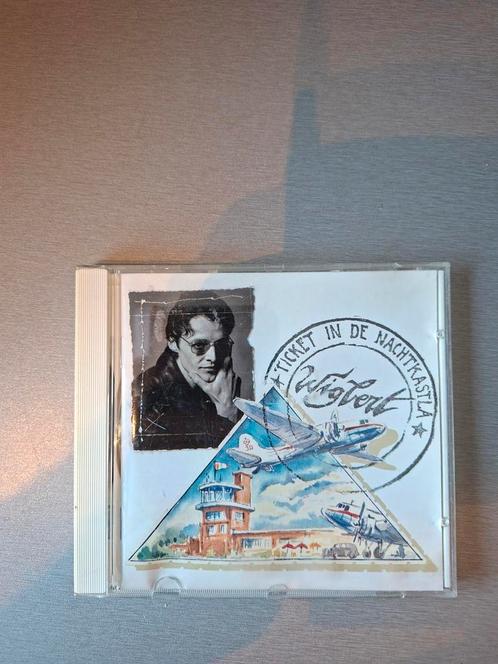 ★ TICKET IN DE NACHTKASTLA ★
Wigbert